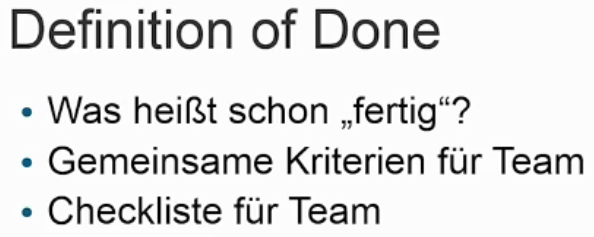 Definition of Done
• Was heißt schon „fertig“?
• Gemeinsame Kriterien für Team
• Checkliste für Team